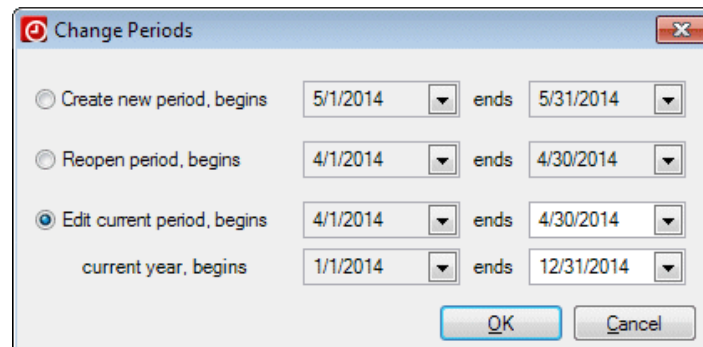 Change Periods
Create new period, begins 5/1/2014 ends 5/31/2014
Reopen period, begins 4/1/2014 ends 4/30/2014
Edit current period, begins 4/1/2014 ends 4/30/2014
current year, begins 1/1/2014 ends 12/31/2014
OK Cancel